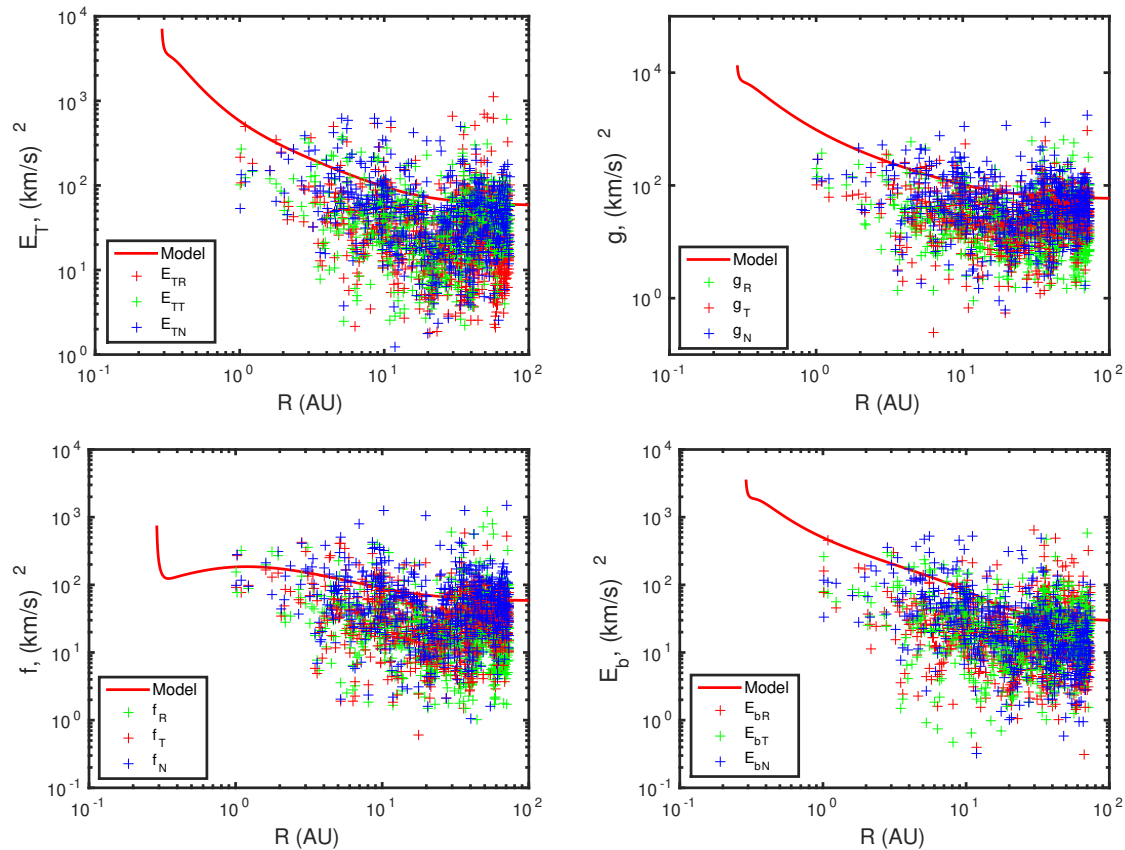 10^4
10^3
10^2
10^1
10^0
E_T, (km/s) ^2
Model
E_TR
E_TT
E_TN
10^-1
10^0
10^1
10^2
R (AU)
10^4
10^2
10^0
g, (km/s) ^2
Model
g_R
g_T
g_N
10^-1
10^0
10^1
10^2
R (AU)
10^4
10^3
10^2
10^1
10^0
10^-1
f, (km/s) ^2
Model
f_R
f_T
f_N
10^-1
10^0
10^1
10^2
R (AU)
10^4
10^3
10^2
10^1
10^0
10^-1
E_b, (km/s) ^2
Model
E_bR
E_bT
E_bN
10^-1
10^0
10^1
10^2
R (AU)